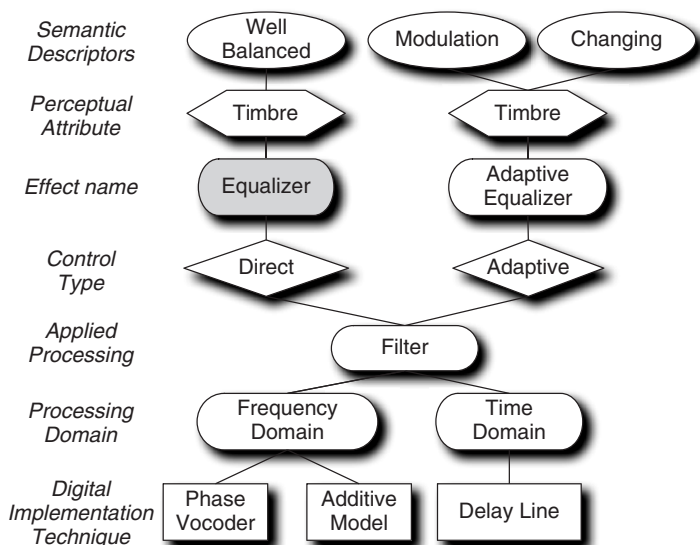 Semantic
Descriptors
Well
Balanced
Modulation
Changing
Perceptual
Attribute
Timbre
Timbre
Effect name
Equalizer
Adaptive
Equalizer
Control
Type
Direct
Adaptive
Applied
Processing
Filter
Processing
Domain
Frequency
Domain
Time
Domain
Digital
Implementation
Technique
Phase
Vocoder
Additive
Model
Delay Line